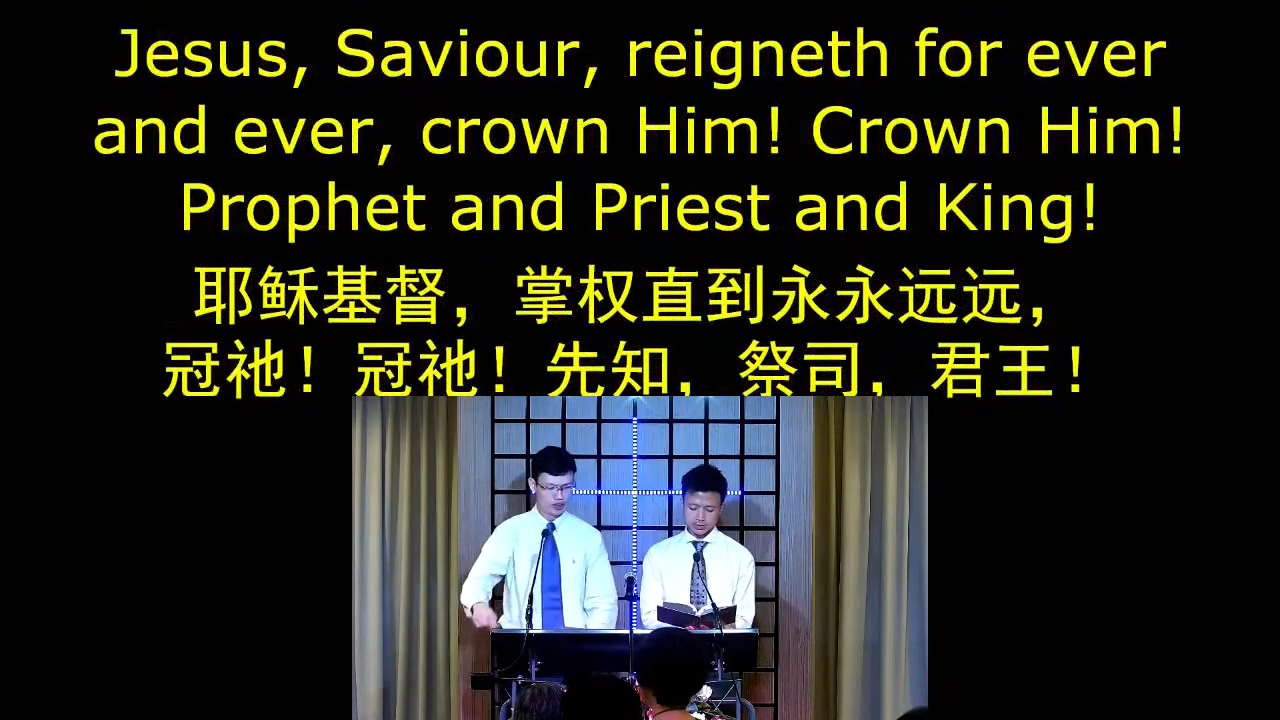 Jesus, Saviour, reigneth for ever
and ever, crown Him! Crown Him!
Prophet and Priest and King!
耶稣基督，掌权直到永永远远，
冠祂！冠祂！先知，祭司，君王！